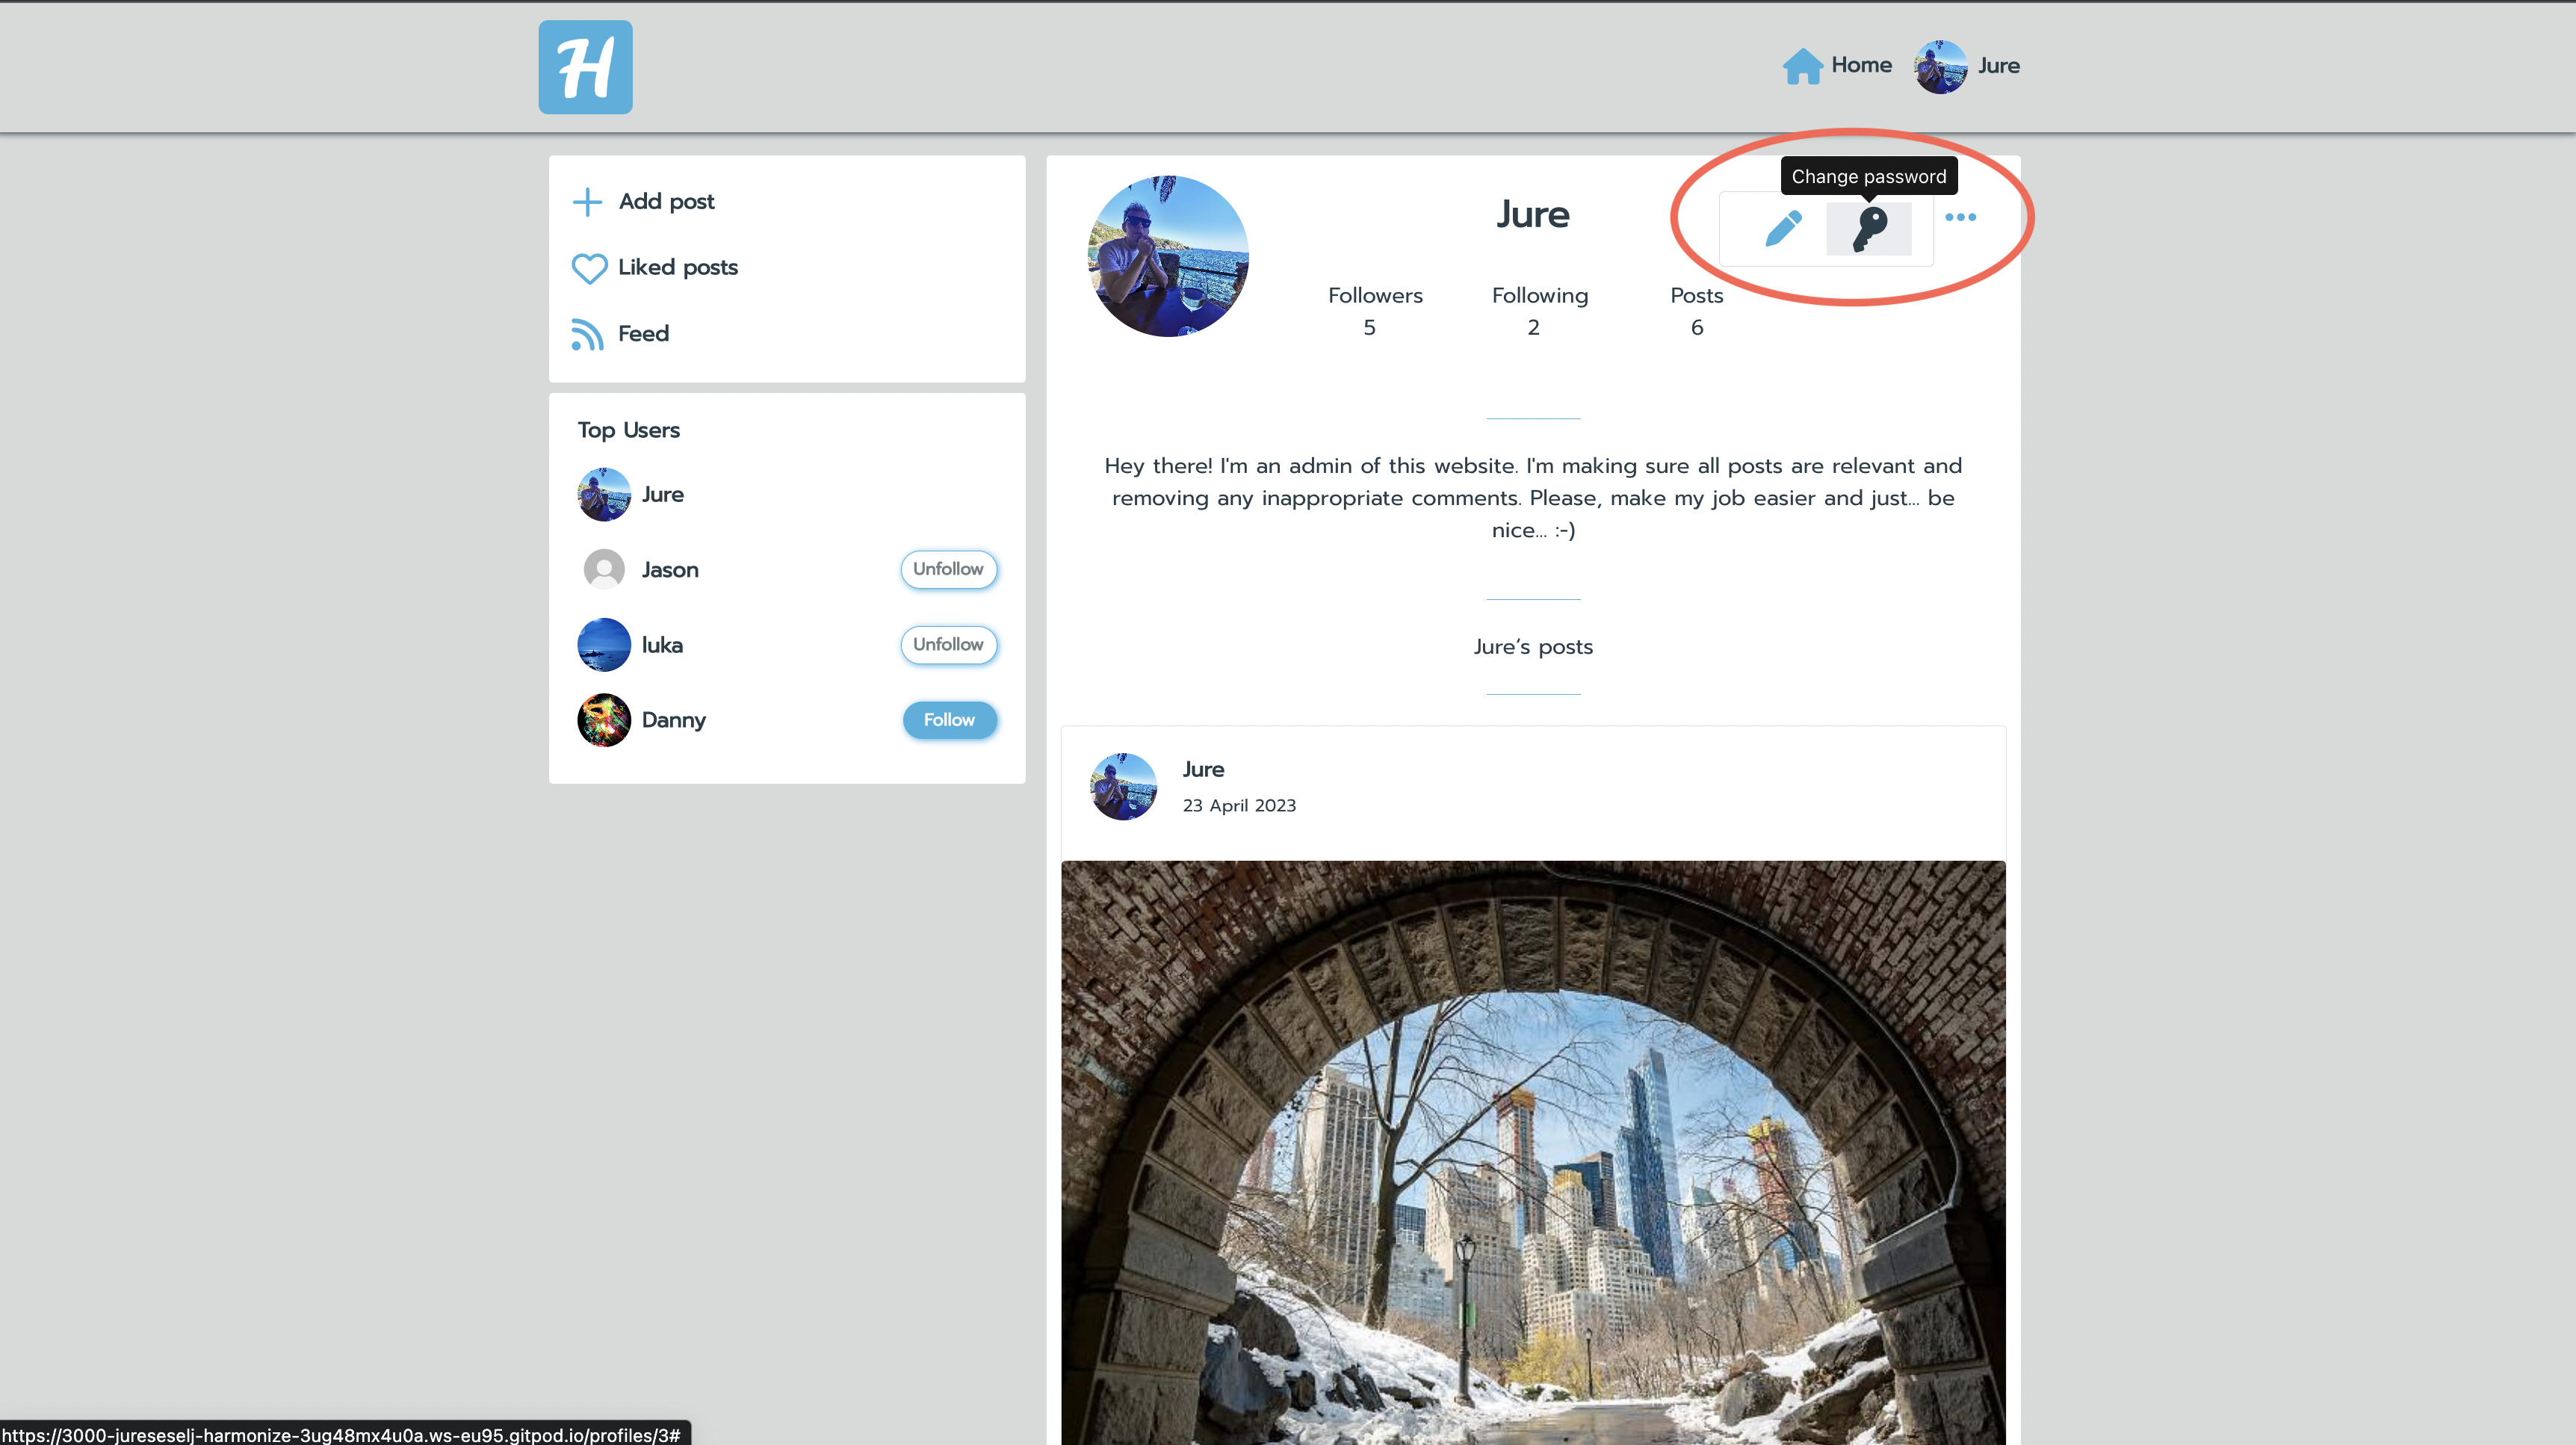 H
Home
Jure
Add post
Liked posts
Feed
Top Users
Jure
Jason
Unfollow
luka
Unfollow
Danny
Follow
Change password
Jure
Followers
5
Following
2
Posts
6
Hey there! I'm an admin of this website. I'm making sure all posts are relevant and
removing any inappropriate comments. Please, make my job easier and just... be
nice... :-)
Jure’s posts
Jure
23 April 2023
https://3000-jureseselj-harmonize-3ug48mx4u0a.ws-eu95.gitpod.io/profiles/3#